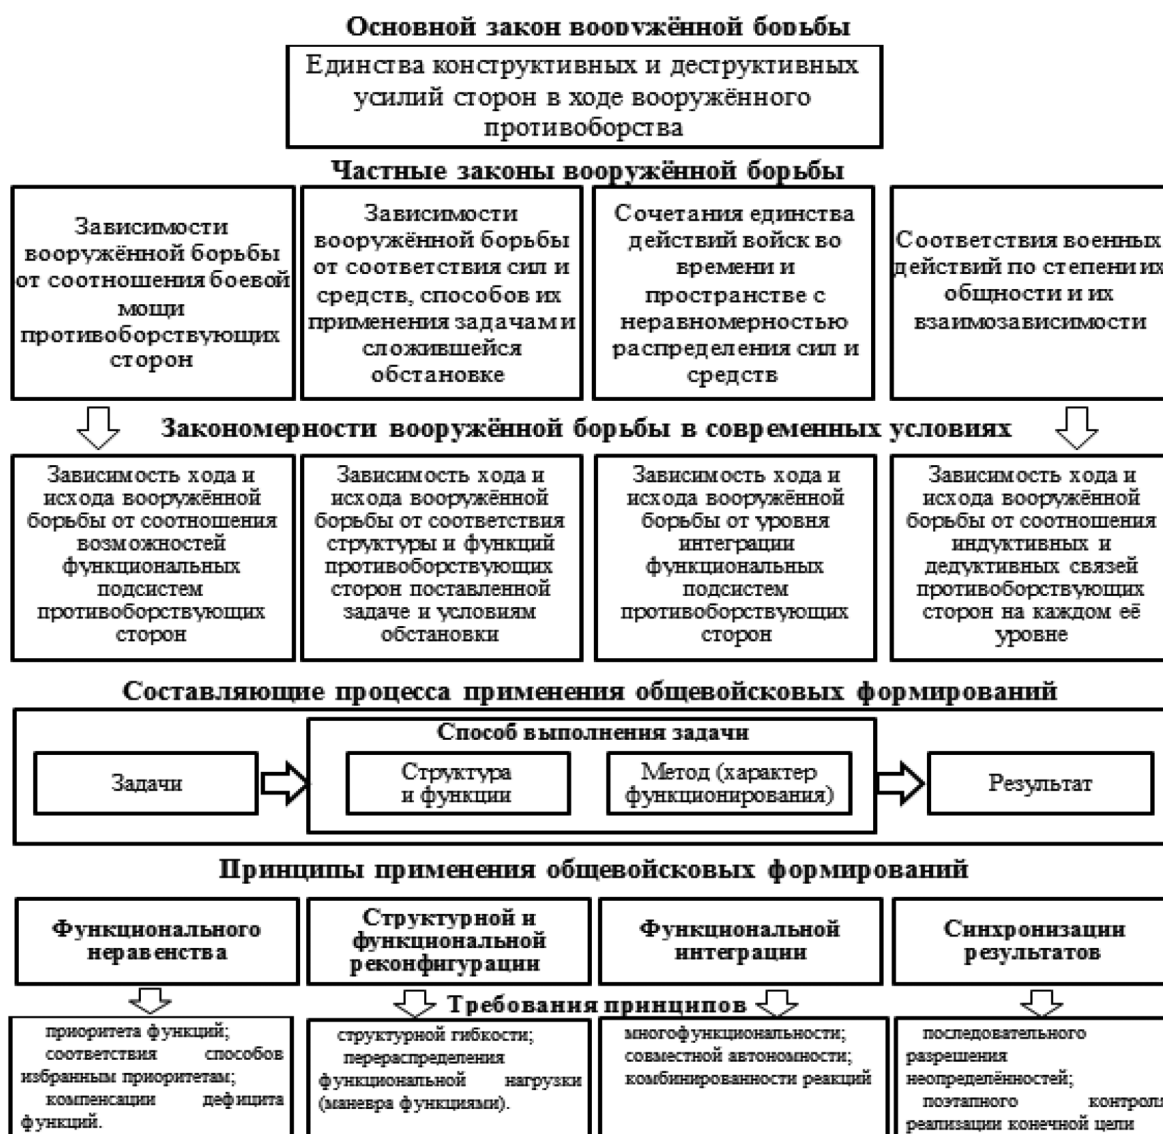 Основной закон вооружённой борьбы
Единства конструктивных и деструктивных
усилий сторон в ходе вооружённого
противоборства
Частные законы вооружённой борьбы
Зависимости
вооружённой борьбы
от соотношения боевой
мощи
противоборствующих
сторон
Зависимости
вооружённой борьбы
от соответствия сил и
средств, способов их
применения задачам и
сложившейся
обстановке
Сочетания единства
действий войск во
времени и
пространстве с
неравномерностью
распределения сил и
средств
Соответствия военных
действий по степени их
общности и их
взаимозависимости
Закономерности вооружённой борьбы в современных условиях
Зависимость хода и
исхода вооружённой
борьбы от соотношения
возможностей
функциональных
подсистем
противоборствующих
сторон
Зависимость хода и
исхода вооружённой
борьбы от соответствия
структуры и функций
противоборствующих
сторон поставленной
задаче и условиям
обстановки
Зависимость хода и
исхода вооружённой
борьбы от уровня
интеграции
функциональных
подсистем
противоборствующих
сторон
Зависимость хода и
исхода вооружённой
борьбы от соотношения
индуктивных и
дедуктивных связей
противоборствующих
сторон на каждом её
уровне
Составляющие процесса применения общевойсковых формирований
Способ выполнения задачи
Задачи
Структура
и функции
Метод (характер
функционирования)
Результат
Принципы применения общевойсковых формирований
Функционального
неравенства
Структурной и
функциональной
реконфигурации
Функциональной
интеграции
Синхронизации
результатов
Требования принципов
приоритета функций;
соответствия способов
избранным приоритетам;
компенсации дефицита
функций.
структурной гибкости;
перераспределения
функциональной нагрузки
(маневра функциями).
многофункциональности;
совместной автономности;
комбинированности реакций
последовательного
разрешения
неопределённостей;
поэтапного контроля
реализации конечной цели